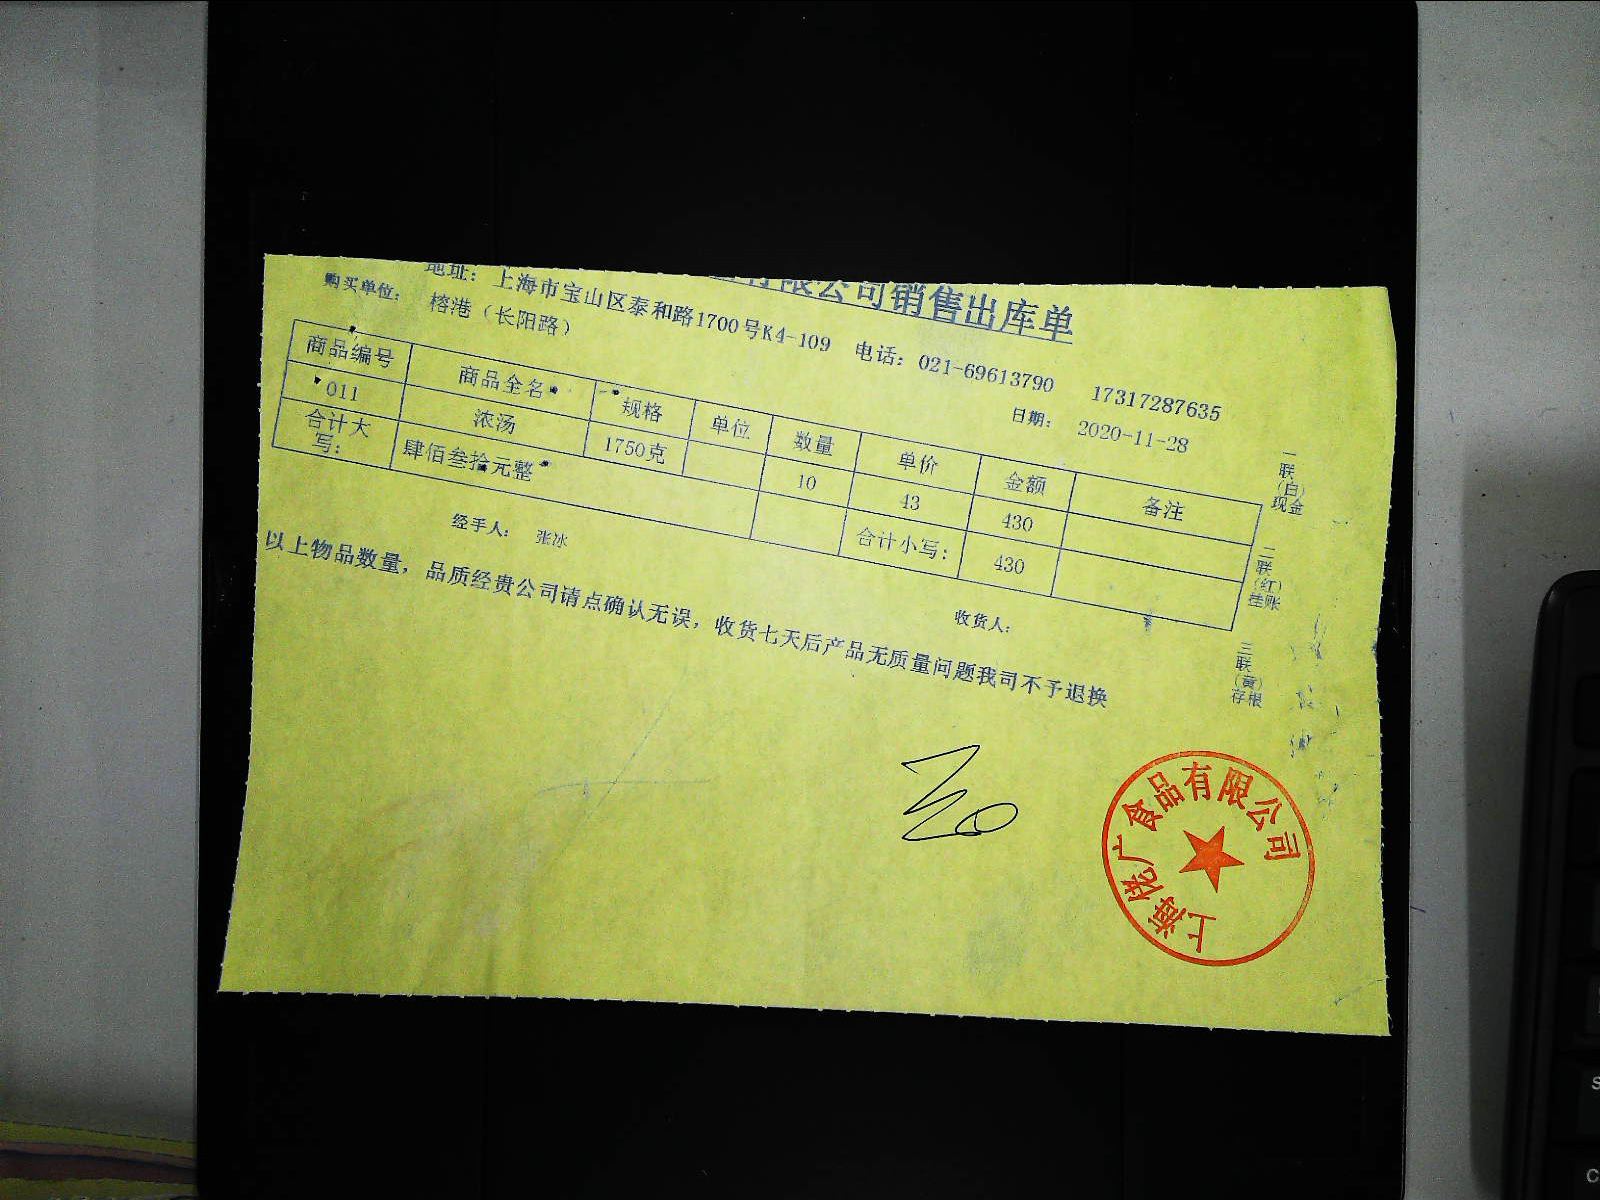 有限公司销售出库单
地址：上海市宝山区泰和路1700号K4-109 电话：021-69613790 17317287635
购买单位：榕港（长阳路）
日期：2020-11-28
商品编号 商品全名 规格 单位 数量 单价 金额 备注
011 浓汤 1750克 10 43 430
合计大写： 肆佰叁拾元整 合计小写： 430
经手人：张冰
收货人：
以上物品数量，品质经贵公司请点确认无误，收货七天后产品无质量问题我司不予退换
一联（白）现金
二联（红）挂账
三联（黄）存根
上海优广食品有限公司